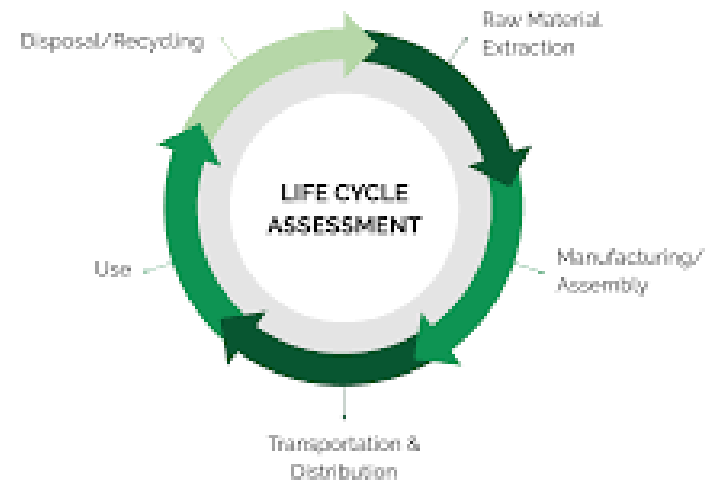 Disposal/Recycling
Raw Material
Extraction
LIFE CYCLE
ASSESSMENT
Manufacturing/
Assembly
Use
Transportation &
Distribution